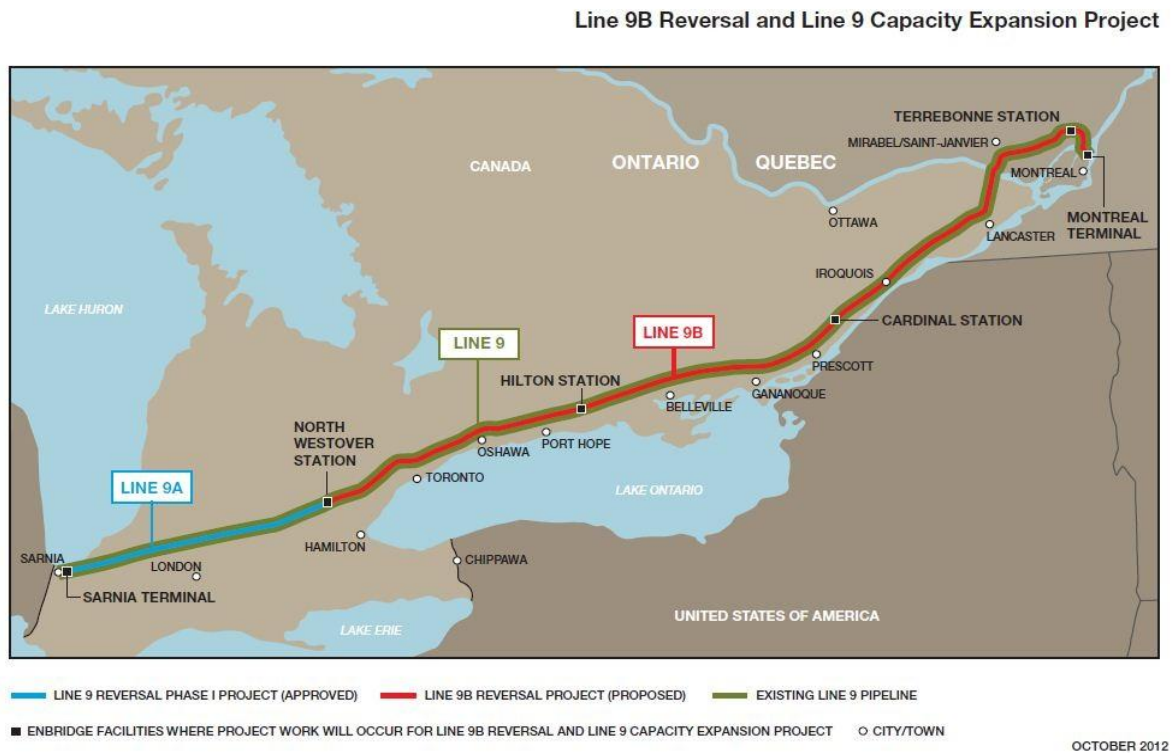 Line 9B Reversal and Line 9 Capacity Expansion Project
TERREBONNE STATION
MIRABEL/SAINT-JANVIER
CANADA
ONTARIO
QUEBEC
MONTREAL
OTTAWA
MONTREAL
TERMINAL
LANCASTER
IROQUOIS
LAKE HURON
CARDINAL STATION
LINE 9
LINE 9B
PRESCOTT
HILTON STATION
GANANOQUE
BELLEVILLE
NORTH
WESTOVER
STATION
OSHAWA
PORT HOPE
TORONTO
LINE 9A
LAKE ONTARIO
HAMILTON
SARNIA
LONDON
CHIPPAWA
SARNIA TERMINAL
UNITED STATES OF AMERICA
LAKE ERIE
LINE 9 REVERSAL PHASE I PROJECT (APPROVED)
LINE 9B REVERSAL PROJECT (PROPOSED)
EXISTING LINE 9 PIPELINE
ENBRIDGE FACILITIES WHERE PROJECT WORK WILL OCCUR FOR LINE 9B REVERSAL AND LINE 9 CAPACITY EXPANSION PROJECT
CITY/TOWN
OCTOBER 2012